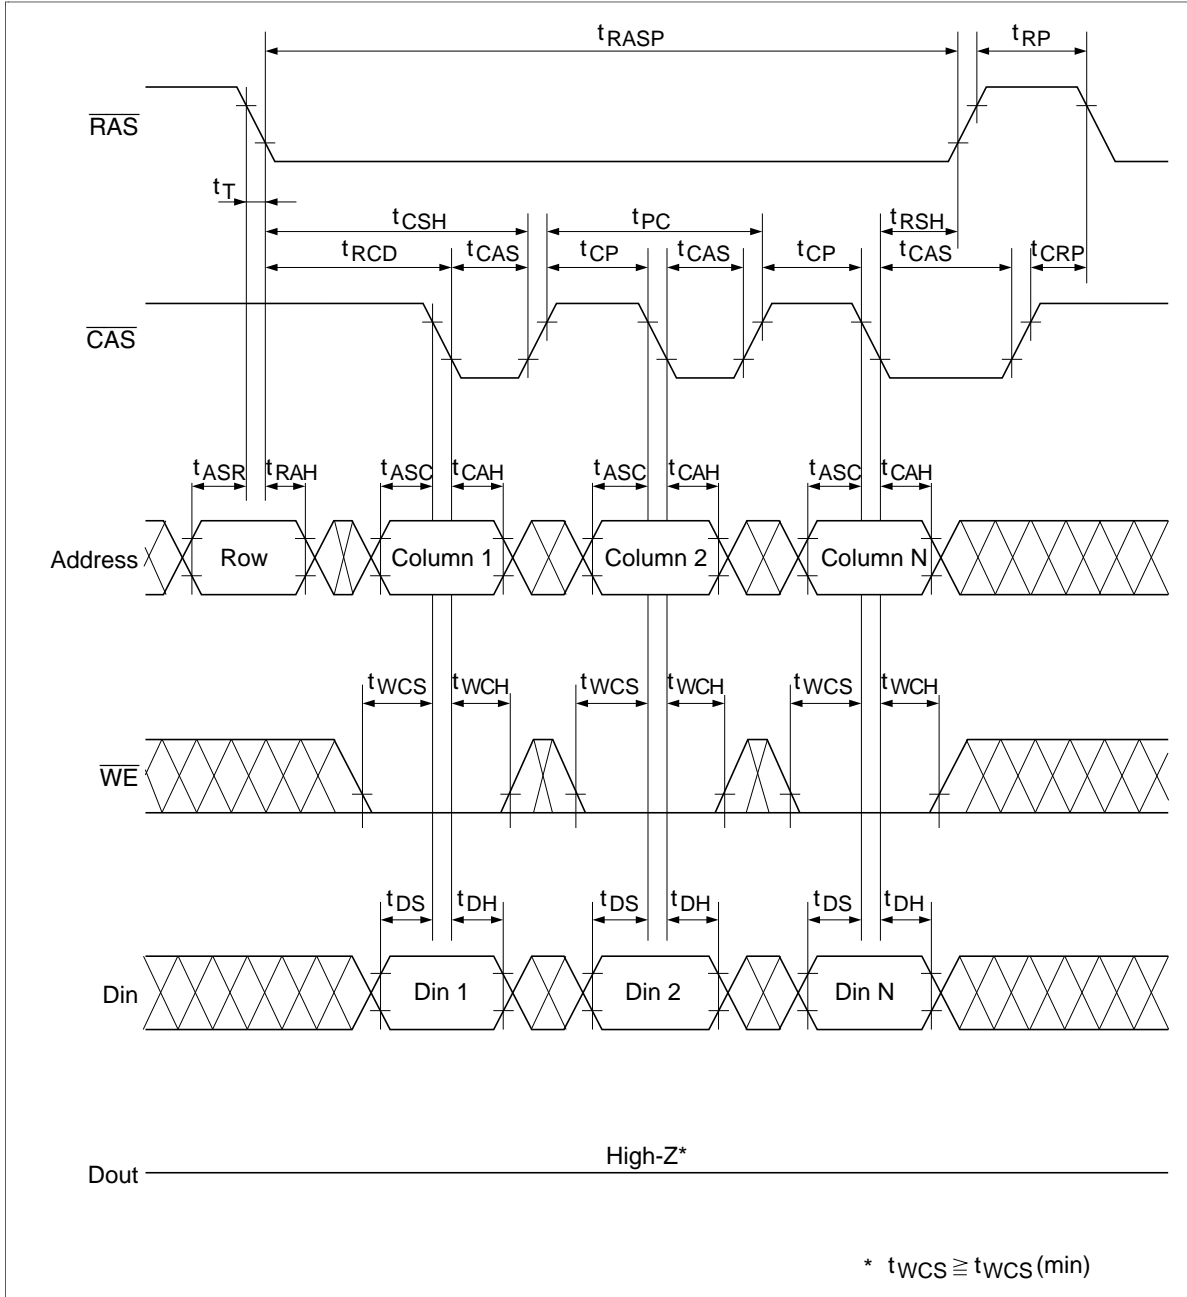 tRASP tRP
RAS
tT
tCSH tPC tRSH
tRCD tCAS tCP tCAS tCP tCAS tCRP
CAS
tASR tRAH tASC tCAH tASC tCAH tASC tCAH
Address Row Column 1 Column 2 Column N
tWCS tWCH tWCS tWCH tWCS tWCH
WE
tDS tDH tDS tDH tDS tDH
Din Din 1 Din 2 Din N
High-Z*
Dout
* tWCS ≧ tWCS (min)